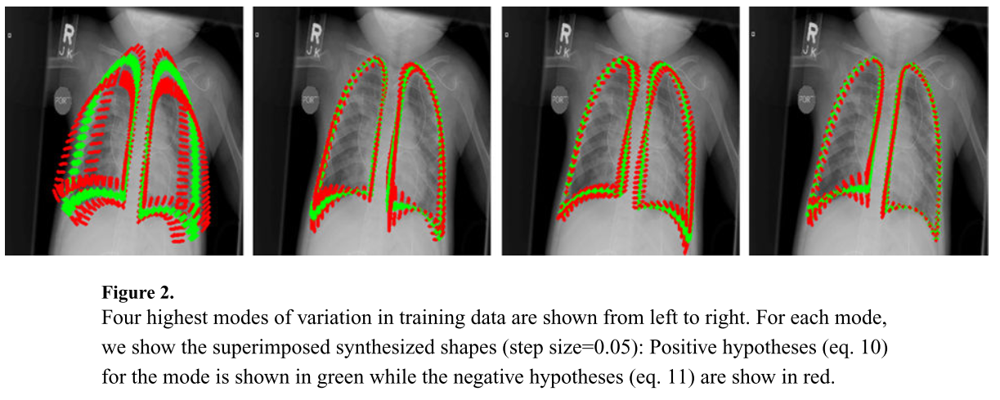 R
JK
PORT
R
JK
PORT
R
JK
PORT
R
JK
PORT
Figure 2.
Four highest modes of variation in training data are shown from left to right. For each mode,
we show the superimposed synthesized shapes (step size=0.05): Positive hypotheses (eq. 10)
for the mode is shown in green while the negative hypotheses (eq. 11) are show in red.